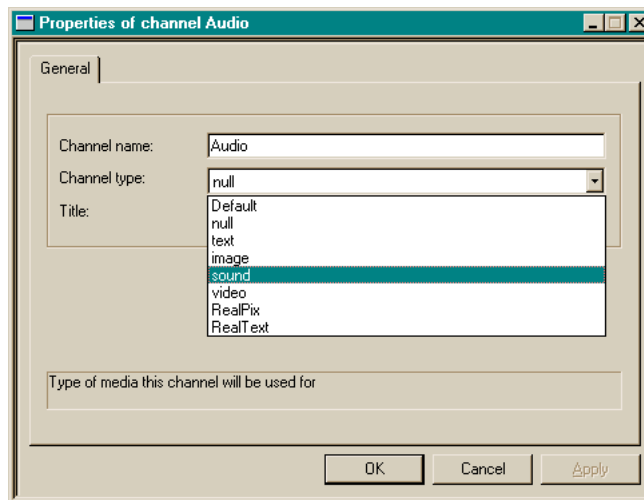 Properties of channel Audio
General
Channel name: Audio
Channel type: null
Title:
Default
null
text
image
sound
video
RealPix
RealText
Type of media this channel will be used for
OK Cancel Apply